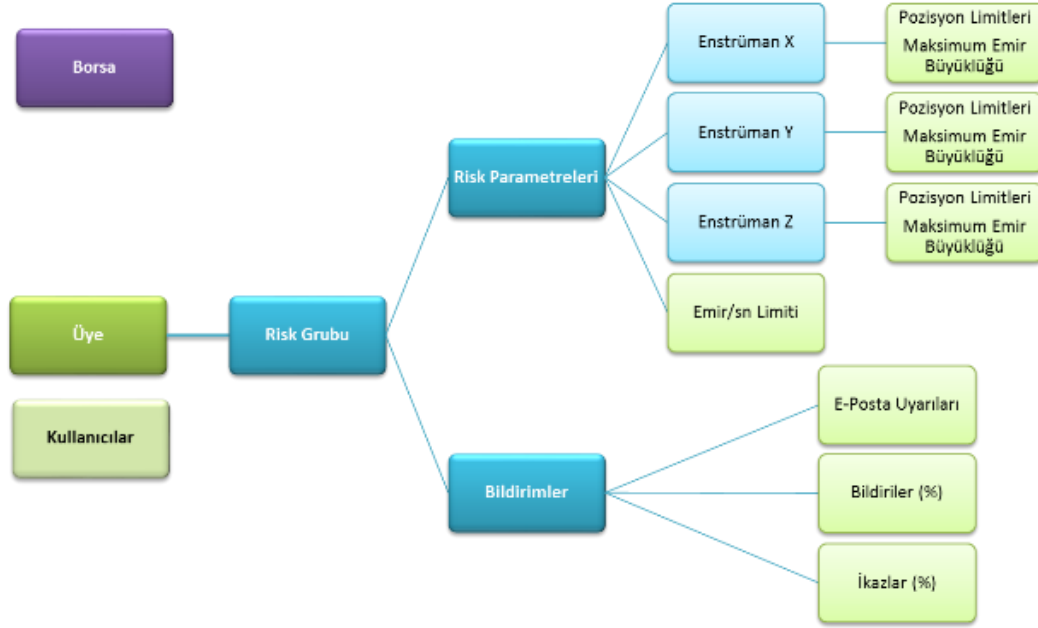 Borsa
Üye
Kullanıcılar
Risk Grubu
Risk Parametreleri
Enstrüman X
Pozisyon Limitleri
Maksimum Emir
Büyüklüğü
Enstrüman Y
Pozisyon Limitleri
Maksimum Emir
Büyüklüğü
Enstrüman Z
Pozisyon Limitleri
Maksimum Emir
Büyüklüğü
Emir/sn Limiti
Bildirimler
E-Posta Uyarıları
Bildiriler (%)
İkazlar (%)